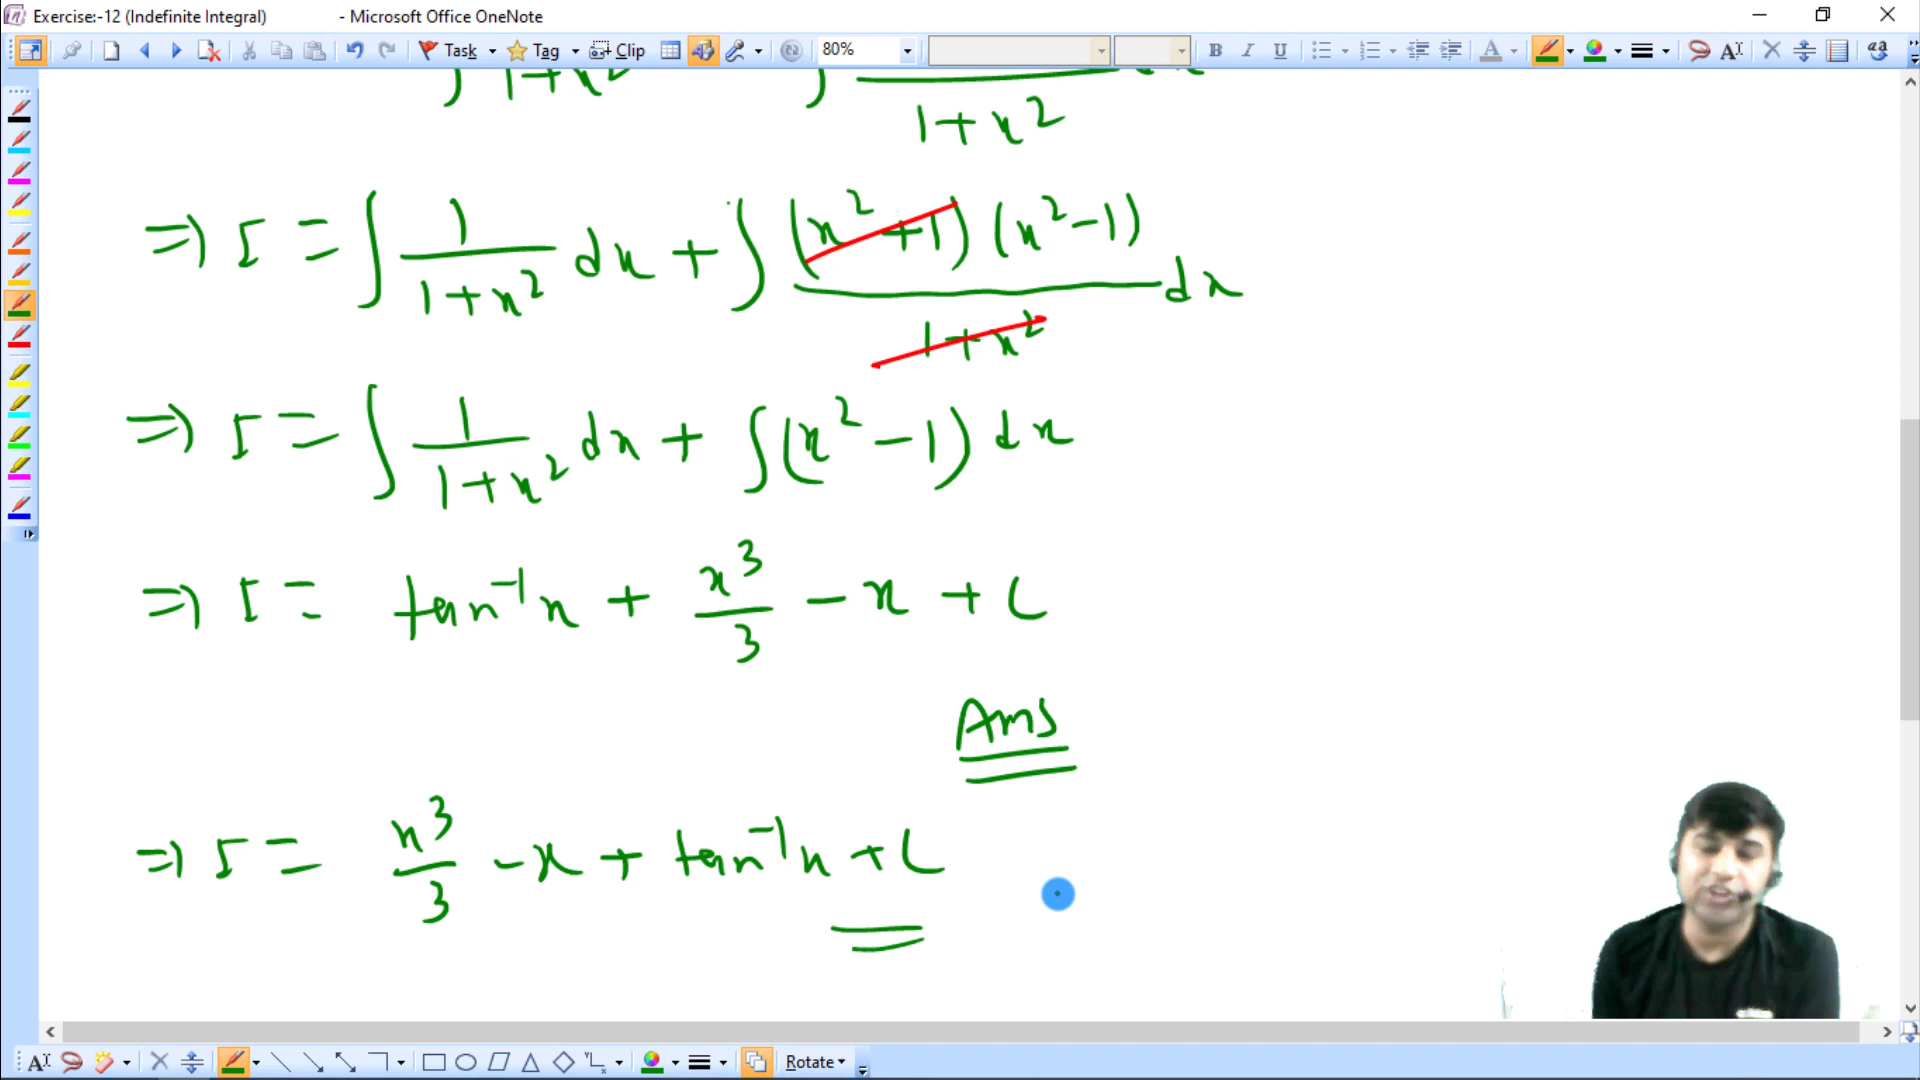 Exercise:-12 (Indefinite Integral) - Microsoft Office OneNote
Task Tag Clip 80% B I U
∫ 1+x² ∫ 1+x²
⇒ I = ∫ 1/(1+x²) dx + ∫ (x²+1)(x²-1)/(1+x²) dx
⇒ I = ∫ 1/(1+x²) dx + ∫ (x²-1) dx
⇒ I = tan⁻¹x + x³/3 - x + C
Ans
⇒ I = x³/3 - x + tan⁻¹x + C
Rotate